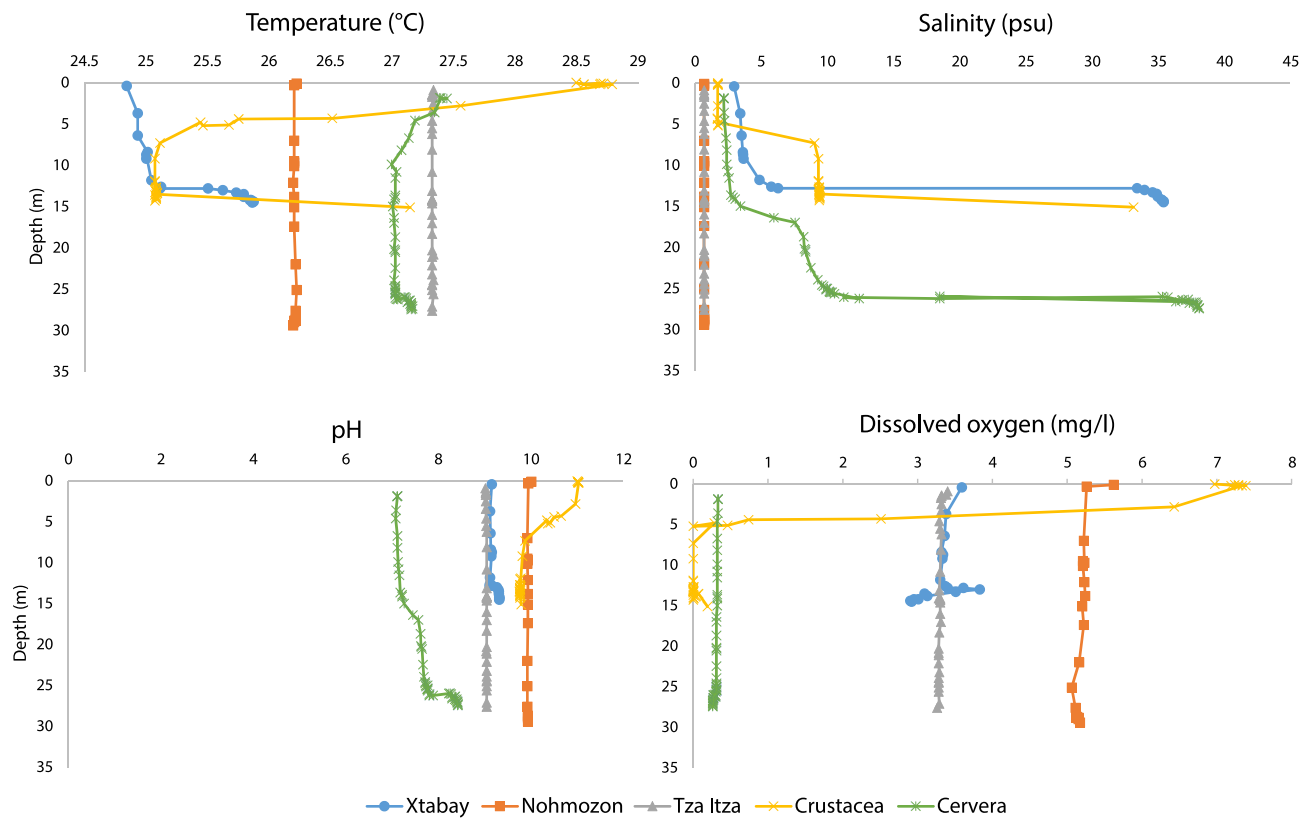 Temperature (°C)
24.5 25 25.5 26 26.5 27 27.5 28 28.5 29
0
5
10
15
20
25
30
35
Depth (m)
Salinity (psu)
0 5 10 15 20 25 30 35 40 45
0
5
10
15
20
25
30
35
pH
0 2 4 6 8 10 12
0
5
10
15
20
25
30
35
Depth (m)
Dissolved oxygen (mg/l)
0 1 2 3 4 5 6 7 8
0
5
10
15
20
25
30
35
Xtabay Nohmozon Tza Itza Crustacea Cervera